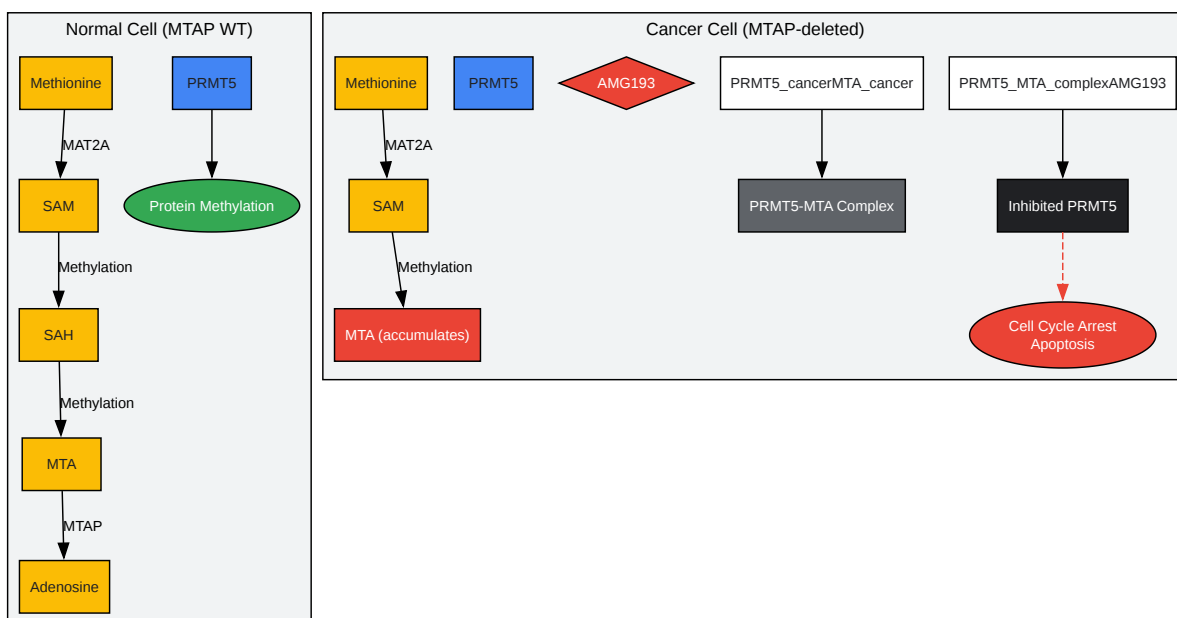 Normal Cell (MTAP WT)
Methionine
PRMT5
MAT2A
SAM
Protein Methylation
Methylation
SAH
Methylation
MTA
MTAP
Adenosine
Cancer Cell (MTAP-deleted)
Methionine
PRMT5
AMG193
PRMT5_cancerMTA_cancer
PRMT5_MTA_complexAMG193
MAT2A
SAM
PRMT5-MTA Complex
Inhibited PRMT5
Methylation
MTA (accumulates)
Cell Cycle Arrest
Apoptosis